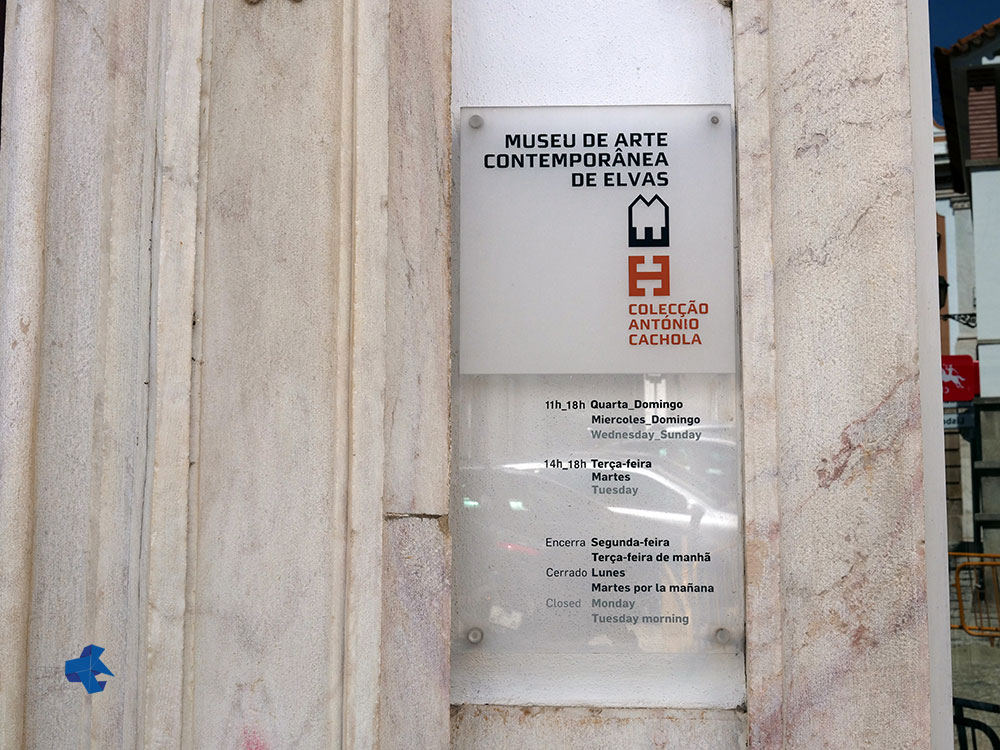 MUSEU DE ARTE
CONTEMPORÂNEA
DE ELVAS
COLECÇÃO
ANTÓNIO
CACHOLA
11h_18h Quarta_Domingo
Miercoles_Domingo
Wednesday_Sunday
14h_18h Terça-feira
Martes
Tuesday
Encerra Segunda-feira
Terça-feira de manhã
Cerrado Lunes
Martes por la mañana
Closed Monday
Tuesday morning